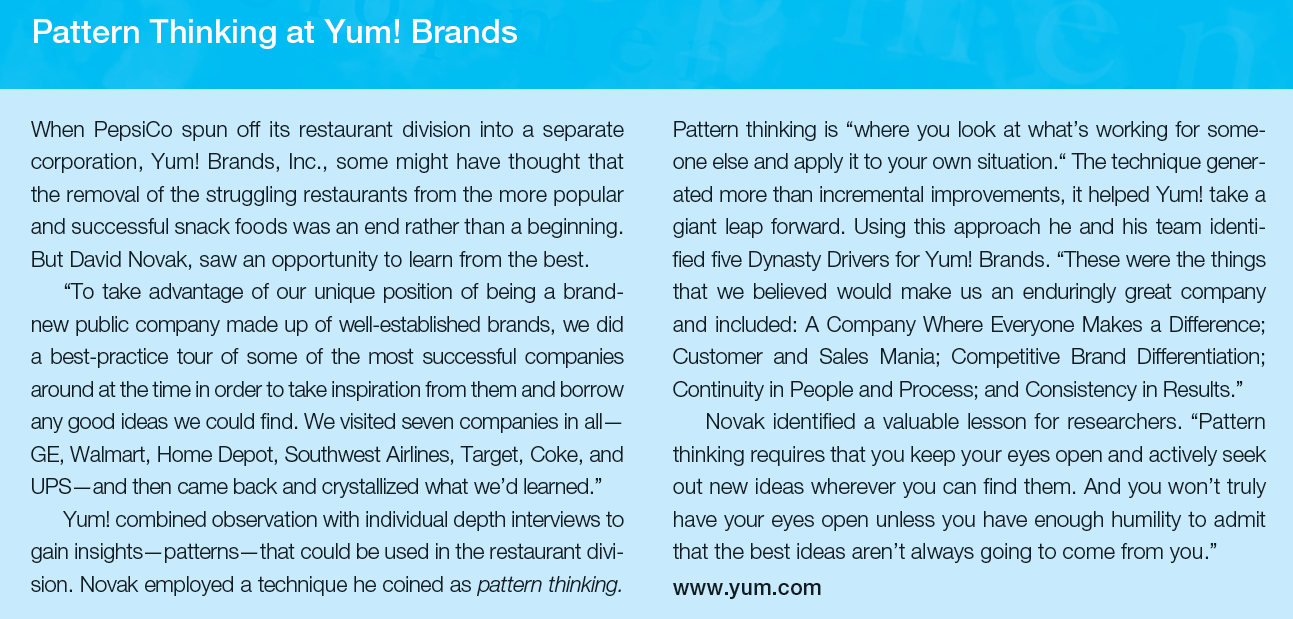 Pattern Thinking at Yum! Brands
When PepsiCo spun off its restaurant division into a separate
corporation, Yum! Brands, Inc., some might have thought that
the removal of the struggling restaurants from the more popular
and successful snack foods was an end rather than a beginning.
But David Novak, saw an opportunity to learn from the best.
“To take advantage of our unique position of being a brand-
new public company made up of well-established brands, we did
a best-practice tour of some of the most successful companies
around at the time in order to take inspiration from them and borrow
any good ideas we could find. We visited seven companies in all—
GE, Walmart, Home Depot, Southwest Airlines, Target, Coke, and
UPS—and then came back and crystallized what we’d learned.”
Yum! combined observation with individual depth interviews to
gain insights—patterns—that could be used in the restaurant divi-
sion. Novak employed a technique he coined as pattern thinking.
Pattern thinking is “where you look at what’s working for some-
one else and apply it to your own situation.“ The technique gener-
ated more than incremental improvements, it helped Yum! take a
giant leap forward. Using this approach he and his team identi-
fied five Dynasty Drivers for Yum! Brands. “These were the things
that we believed would make us an enduringly great company
and included: A Company Where Everyone Makes a Difference;
Customer and Sales Mania; Competitive Brand Differentiation;
Continuity in People and Process; and Consistency in Results.”
Novak identified a valuable lesson for researchers. “Pattern
thinking requires that you keep your eyes open and actively seek
out new ideas wherever you can find them. And you won’t truly
have your eyes open unless you have enough humility to admit
that the best ideas aren’t always going to come from you.”
www.yum.com